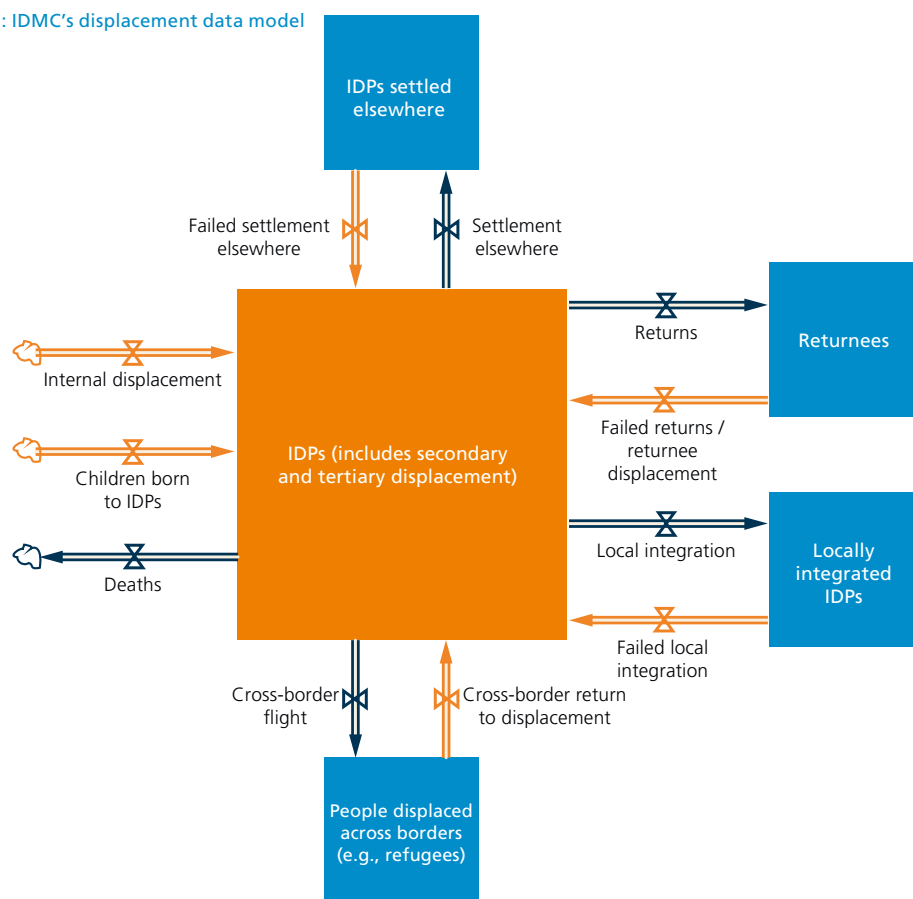 : IDMC's displacement data model
IDPs settled
elsewhere
Failed settlement
elsewhere
Settlement
elsewhere
Returns
Returnees
Internal displacement
Failed returns /
returnee
displacement
IDPs (includes secondary
and tertiary displacement)
Children born
to IDPs
Local integration
Locally
integrated
IDPs
Deaths
Failed local
integration
Cross-border
flight
Cross-border return
to displacement
People displaced
across borders
(e.g., refugees)